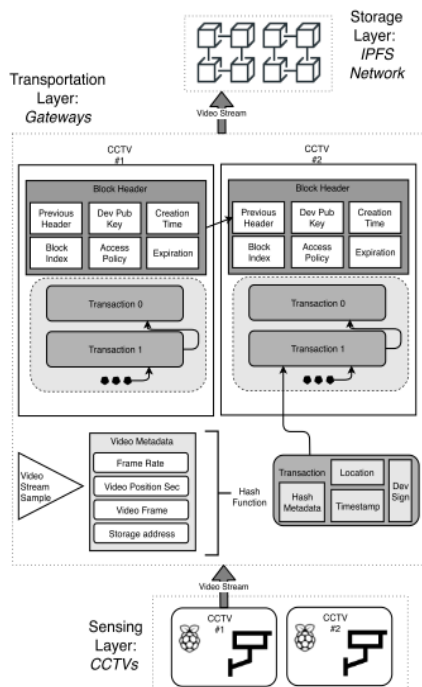 Storage
Layer:
IPFS
Network
Transportation
Layer:
Gateways
Video Stream
CCTV
#1
CCTV
#2
Block Header
Previous
Header
Dev Pub
Key
Creation
Time
Block
Index
Access
Policy
Expiration
Transaction 0
Transaction 1
Block Header
Previous
Header
Dev Pub
Key
Creation
Time
Block
Index
Access
Policy
Expiration
Transaction 0
Transaction 1
Video
Stream
Sample
Video Metadata
Frame Rate
Video Position Sec
Video Frame
Storage address
Hash
Function
Transaction
Hash
Metadata
Location
Timestamp
Dev
Sign
Video Stream
Sensing
Layer:
CCTVs
CCTV
#1
CCTV
#2